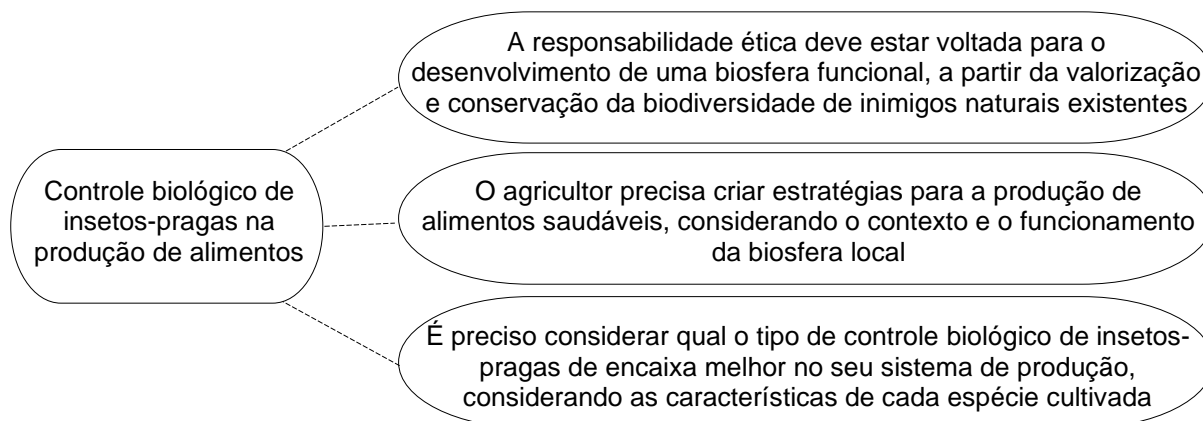 Controle biológico de
insetos-pragas na
produção de alimentos
A responsabilidade ética deve estar voltada para o
desenvolvimento de uma biosfera funcional, a partir da valorização
e conservação da biodiversidade de inimigos naturais existentes
O agricultor precisa criar estratégias para a produção de
alimentos saudáveis, considerando o contexto e o funcionamento
da biosfera local
É preciso considerar qual o tipo de controle biológico de insetos-
pragas de encaixa melhor no seu sistema de produção,
considerando as características de cada espécie cultivada